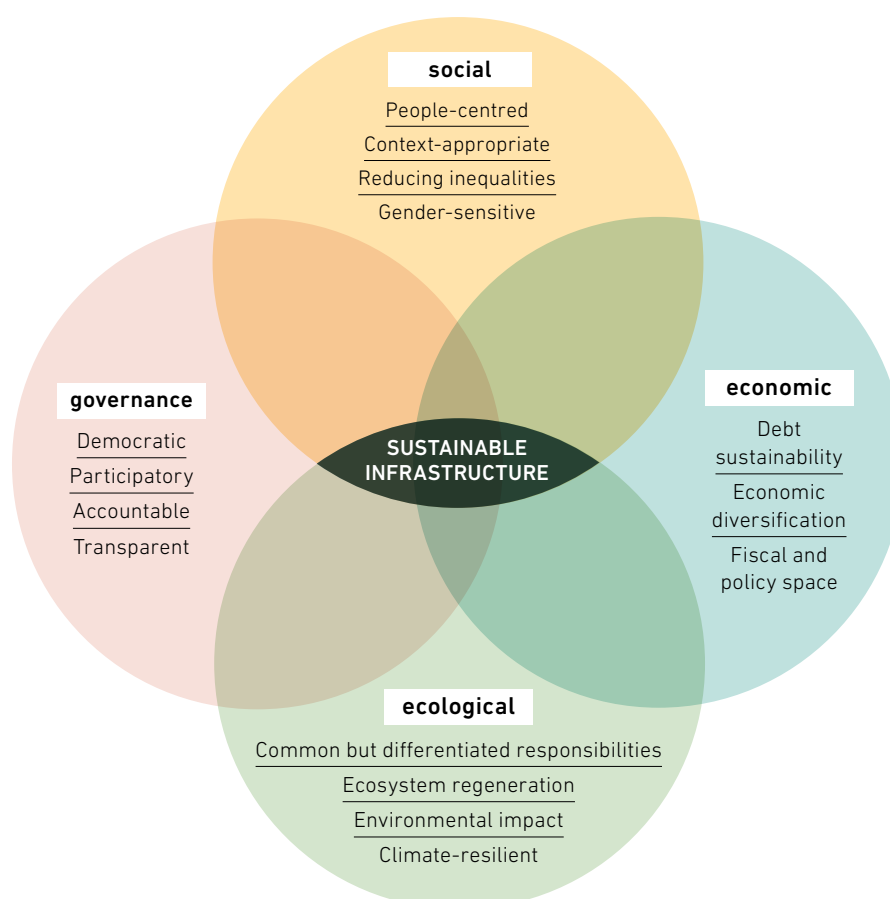 social
People-centred
Context-appropriate
Reducing inequalities
Gender-sensitive
governance
Democratic
Participatory
Accountable
Transparent
SUSTAINABLE
INFRASTRUCTURE
economic
Debt
sustainability
Economic
diversification
Fiscal and
policy space
ecological
Common but differentiated responsibilities
Ecosystem regeneration
Environmental impact
Climate-resilient